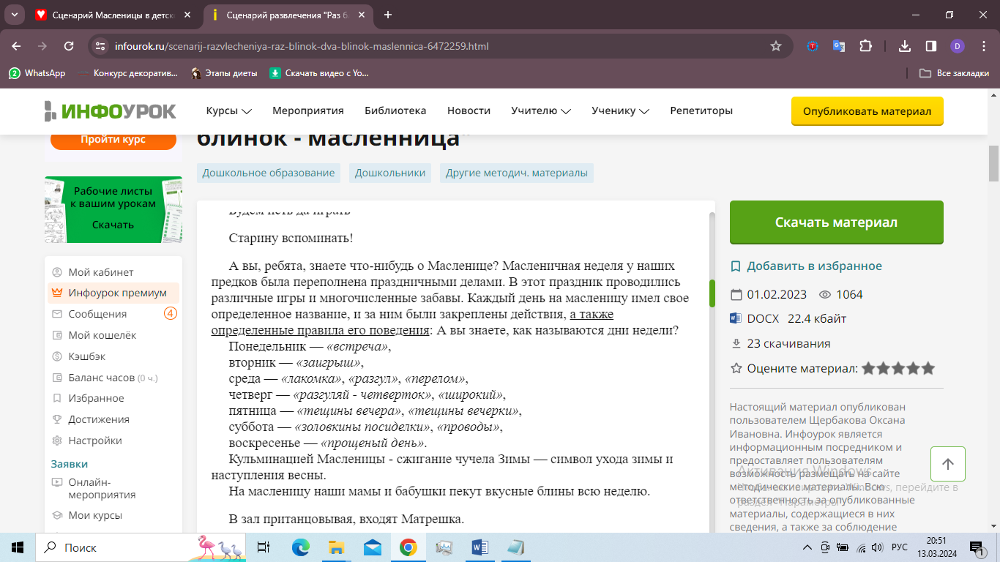 Сценарий Масленицы в детск
Сценарий развлечения "Раз б
infourok.ru/scenarij-razvlecheniya-raz-blinok-dva-blinok-maslennica-6472259.html
D
2 WhatsApp
Конкурс декоратив...
Этапы диеты
Скачать видео с Yo...
Все закладки
ИНФОУРОК
Курсы
Мероприятия
Библиотека
Новости
Учителю
Ученику
Репетиторы
Опубликовать материал
Пройти курс
блинок - масленница"
Дошкольное образование
Дошкольники
Другие методич. материалы
Рабочие листы
к вашим урокам
Скачать
Мой кабинет
Инфоурок премиум
Сообщения 4
Мой кошелёк
Кэшбэк
Баланс часов (0 ч.)
Избранное
Достижения
Настройки
Заявки
Онлайн-
мероприятия
Мои курсы
Будем петь да играть
Старину вспоминать!
А вы, ребята, знаете что-нибудь о Масленице? Масленичная неделя у наших
предков была переполнена праздничными делами. В этот праздник проводились
различные игры и многочисленные забавы. Каждый день на масленицу имел свое
определенное название, и за ним были закреплены действия, а также
определенные правила его поведения: А вы знаете, как называются дни недели?
Понедельник — «встреча»,
вторник — «заигрыш»,
среда — «лакомка», «разгул», «перелом»,
четверг — «разгуляй - четверток», «широкий»,
пятница — «тещины вечера», «тещины вечерки»,
суббота — «золовкины посиделки», «проводы»,
воскресенье — «прощеный день».
Кульминацией Масленицы - сжигание чучела Зимы — символ ухода зимы и
наступления весны.
На масленицу наши мамы и бабушки пекут вкусные блины всю неделю.
В зал пританцовывая, входят Матрешка.
Скачать материал
Добавить в избранное
01.02.2023 1064
DOCX 22.4 кбайт
23 скачивания
Оцените материал:
Настоящий материал опубликован
пользователем Щербакова Оксана
Ивановна. Инфоурок является
информационным посредником и
предоставляет пользователям
возможность размещать на сайте
методические материалы. Всю
ответственность за опубликованные
материалы, содержащиеся в них
сведения, а также за соблюдение
Активация Windows
Чтобы активировать Windows, перейдите в
раздел "Параметры".
Поиск
РУС
20:51
13.03.2024
1